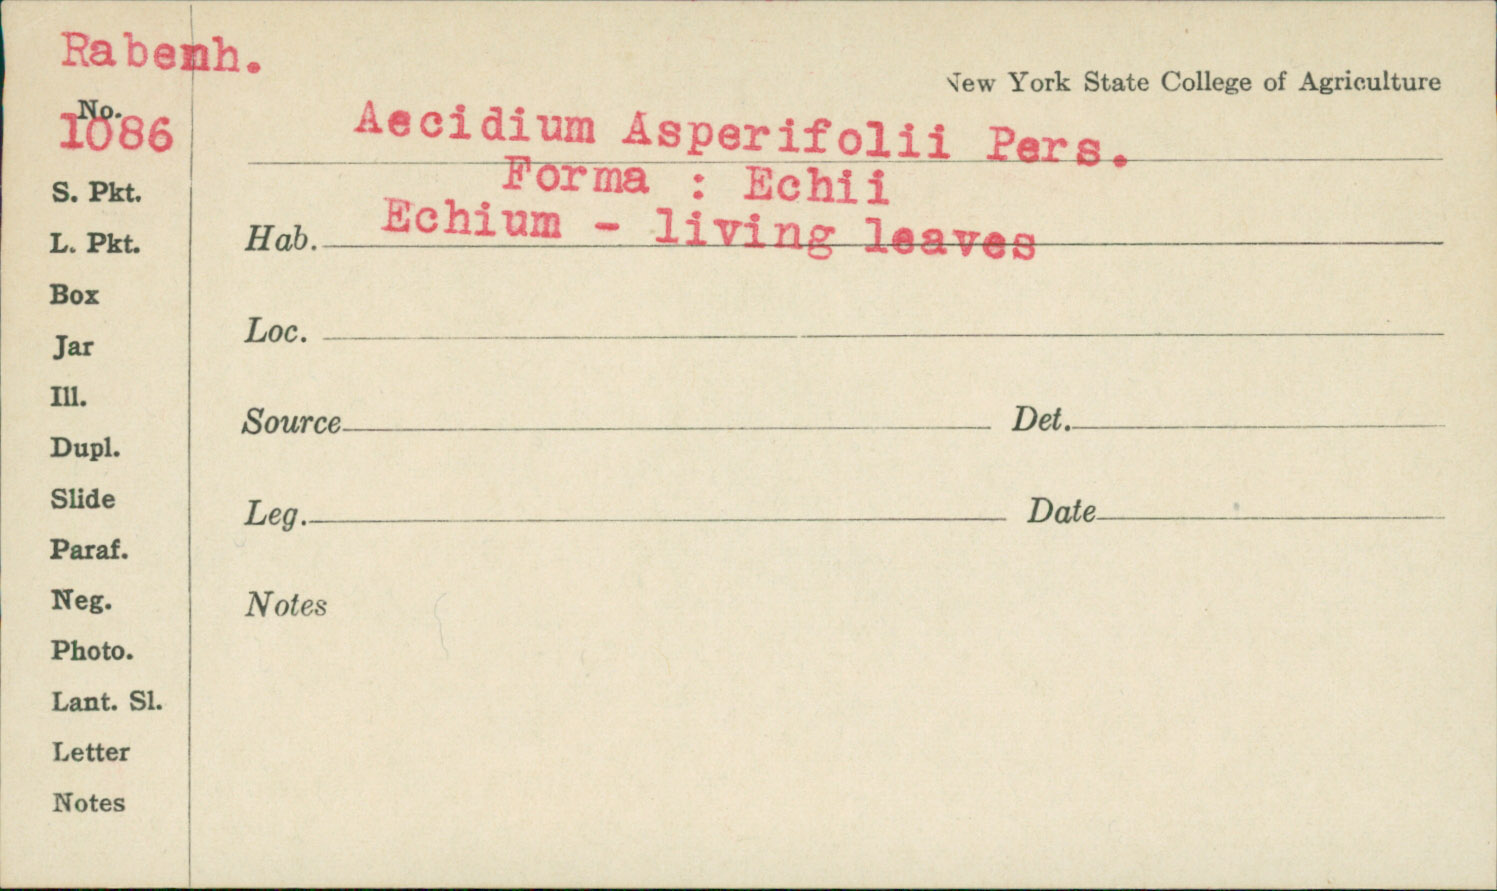 Rabenh.
New York State College of Agriculture
No.
1086
Aecidium Asperifolii Pers.
Forma : Echii
S. Pkt.
Hab. Echium - living leaves
L. Pkt.
Box
Loc.
Jar
Ill.
Source Det.
Dupl.
Slide
Leg. Date
Paraf.
Neg.
Notes
Photo.
Lant. Sl.
Letter
Notes